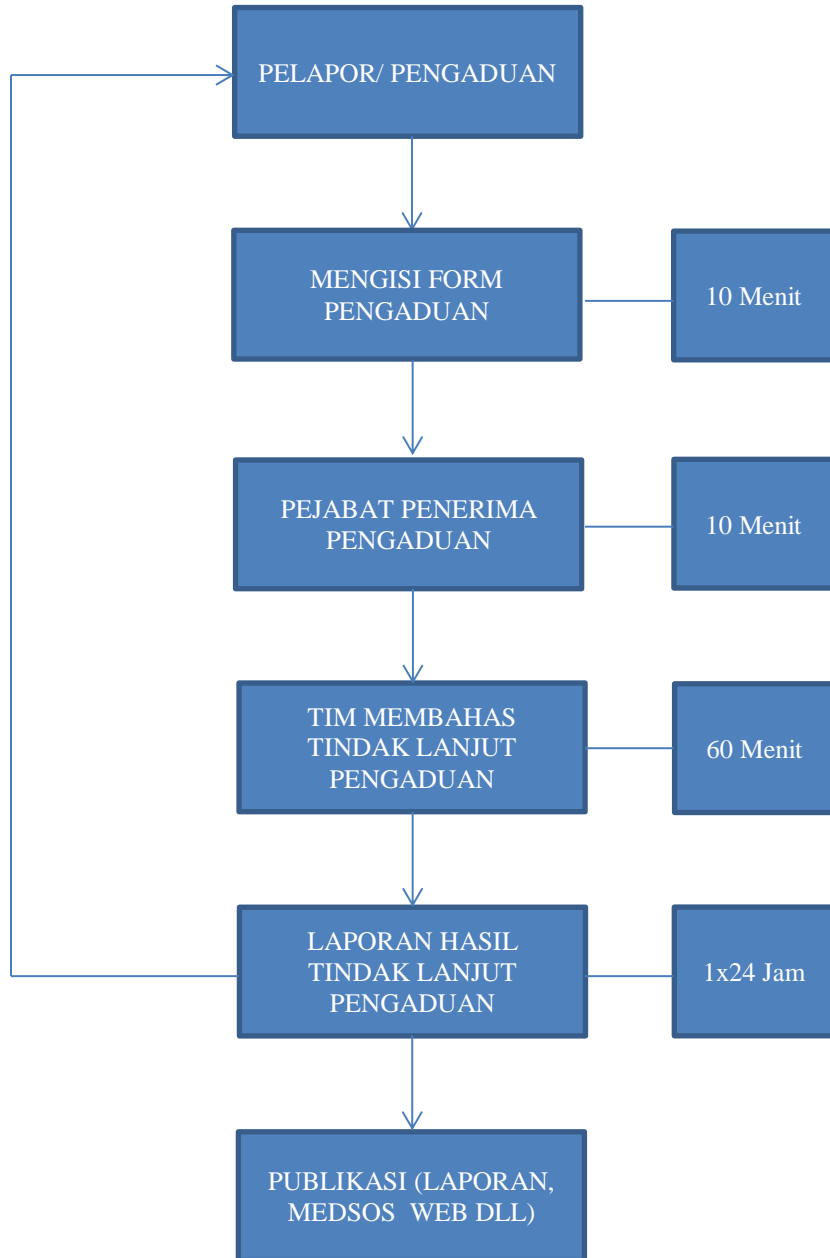 PELAPOR/ PENGADUAN
MENGISI FORM
PENGADUAN
10 Menit
PEJABAT PENERIMA
PENGADUAN
10 Menit
TIM MEMBAHAS
TINDAK LANJUT
PENGADUAN
60 Menit
LAPORAN HASIL
TINDAK LANJUT
PENGADUAN
1x24 Jam
PUBLIKASI (LAPORAN,
MEDSOS  WEB DLL)